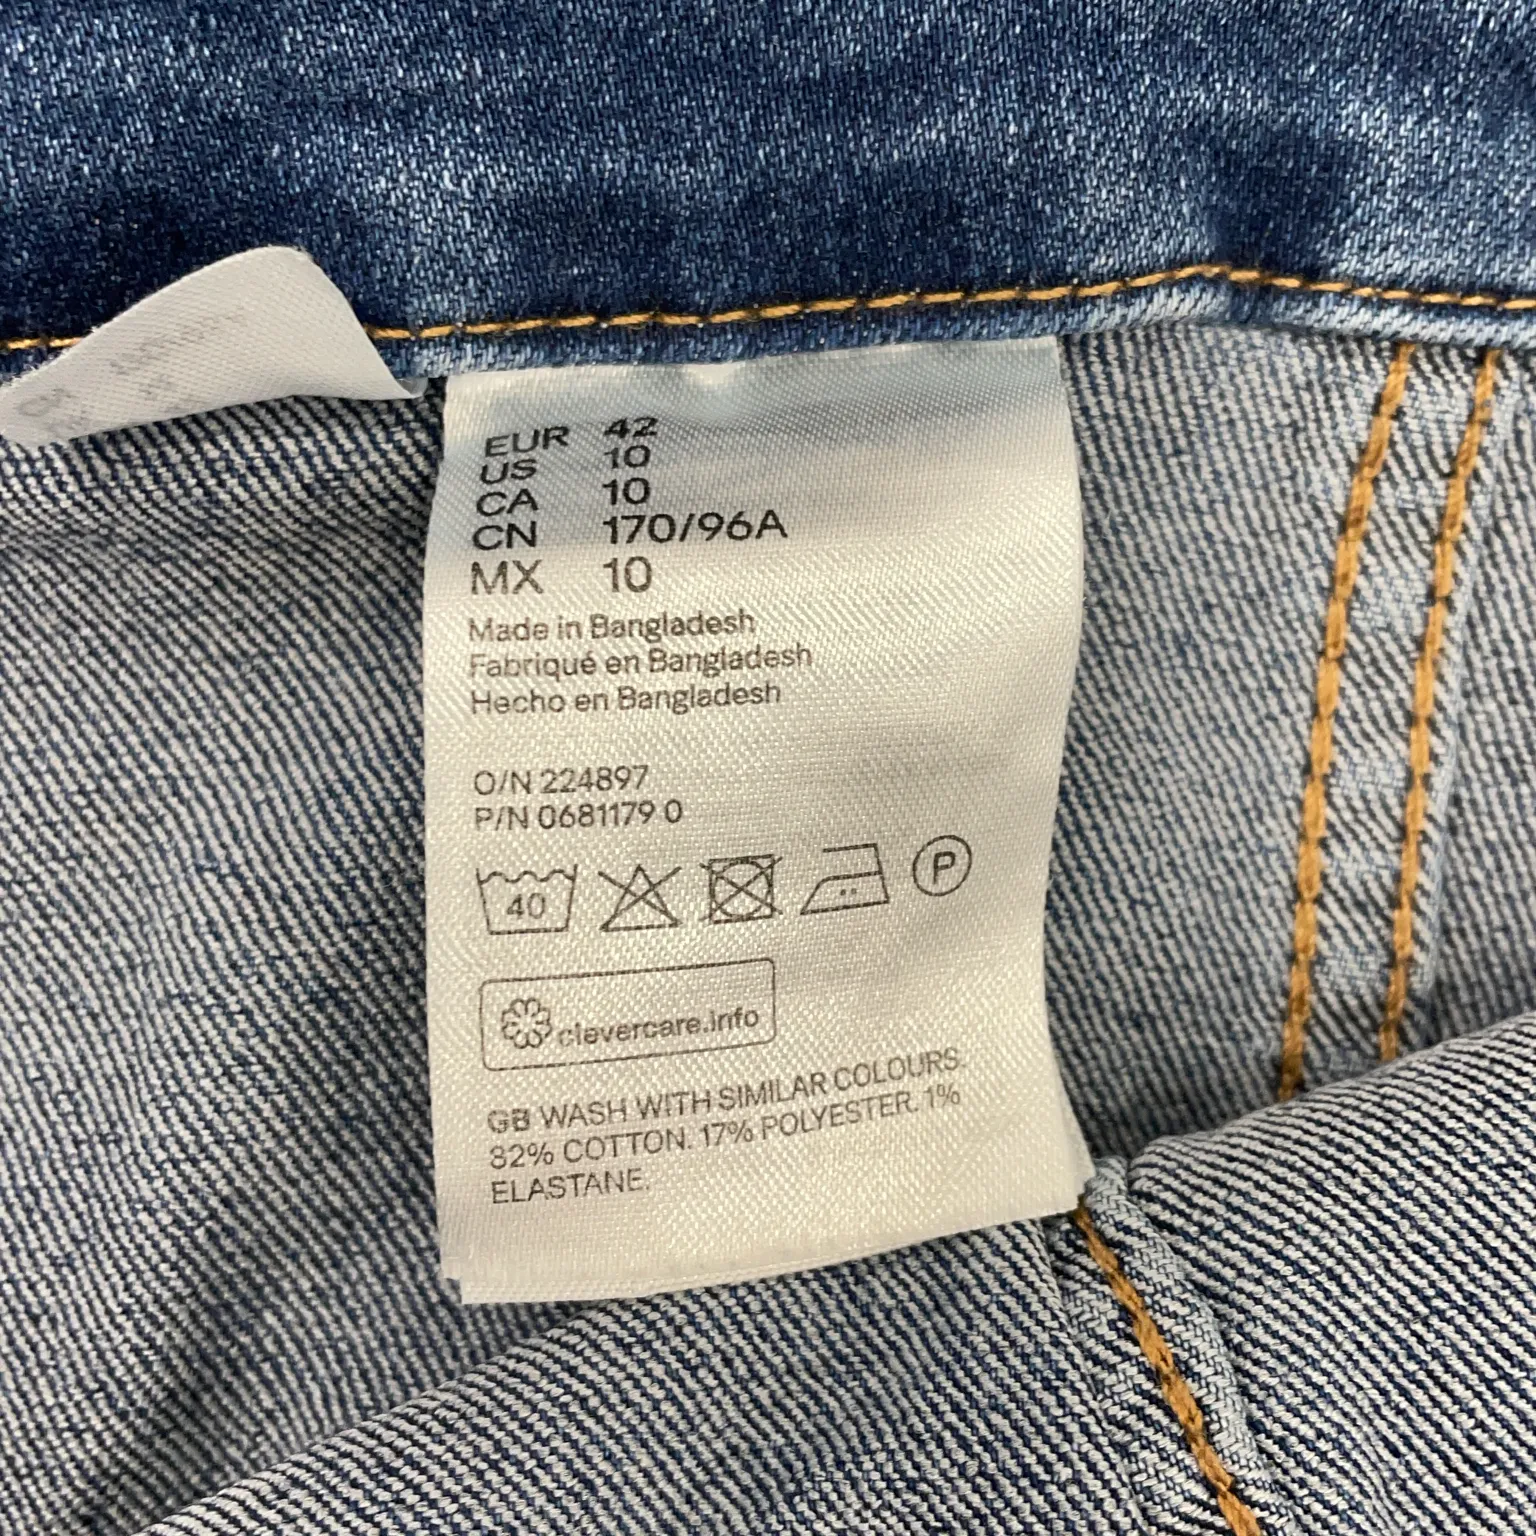 EUR 42
US 10
CA 10
CN 170/96A
MX 10
Made in Bangladesh
Fabriqué en Bangladesh
Hecho en Bangladesh
O/N 224897
P/N 0681179 0
40
P
clevercare.info
GB WASH WITH SIMILAR COLOURS.
82% COTTON. 17% POLYESTER. 1%
ELASTANE.